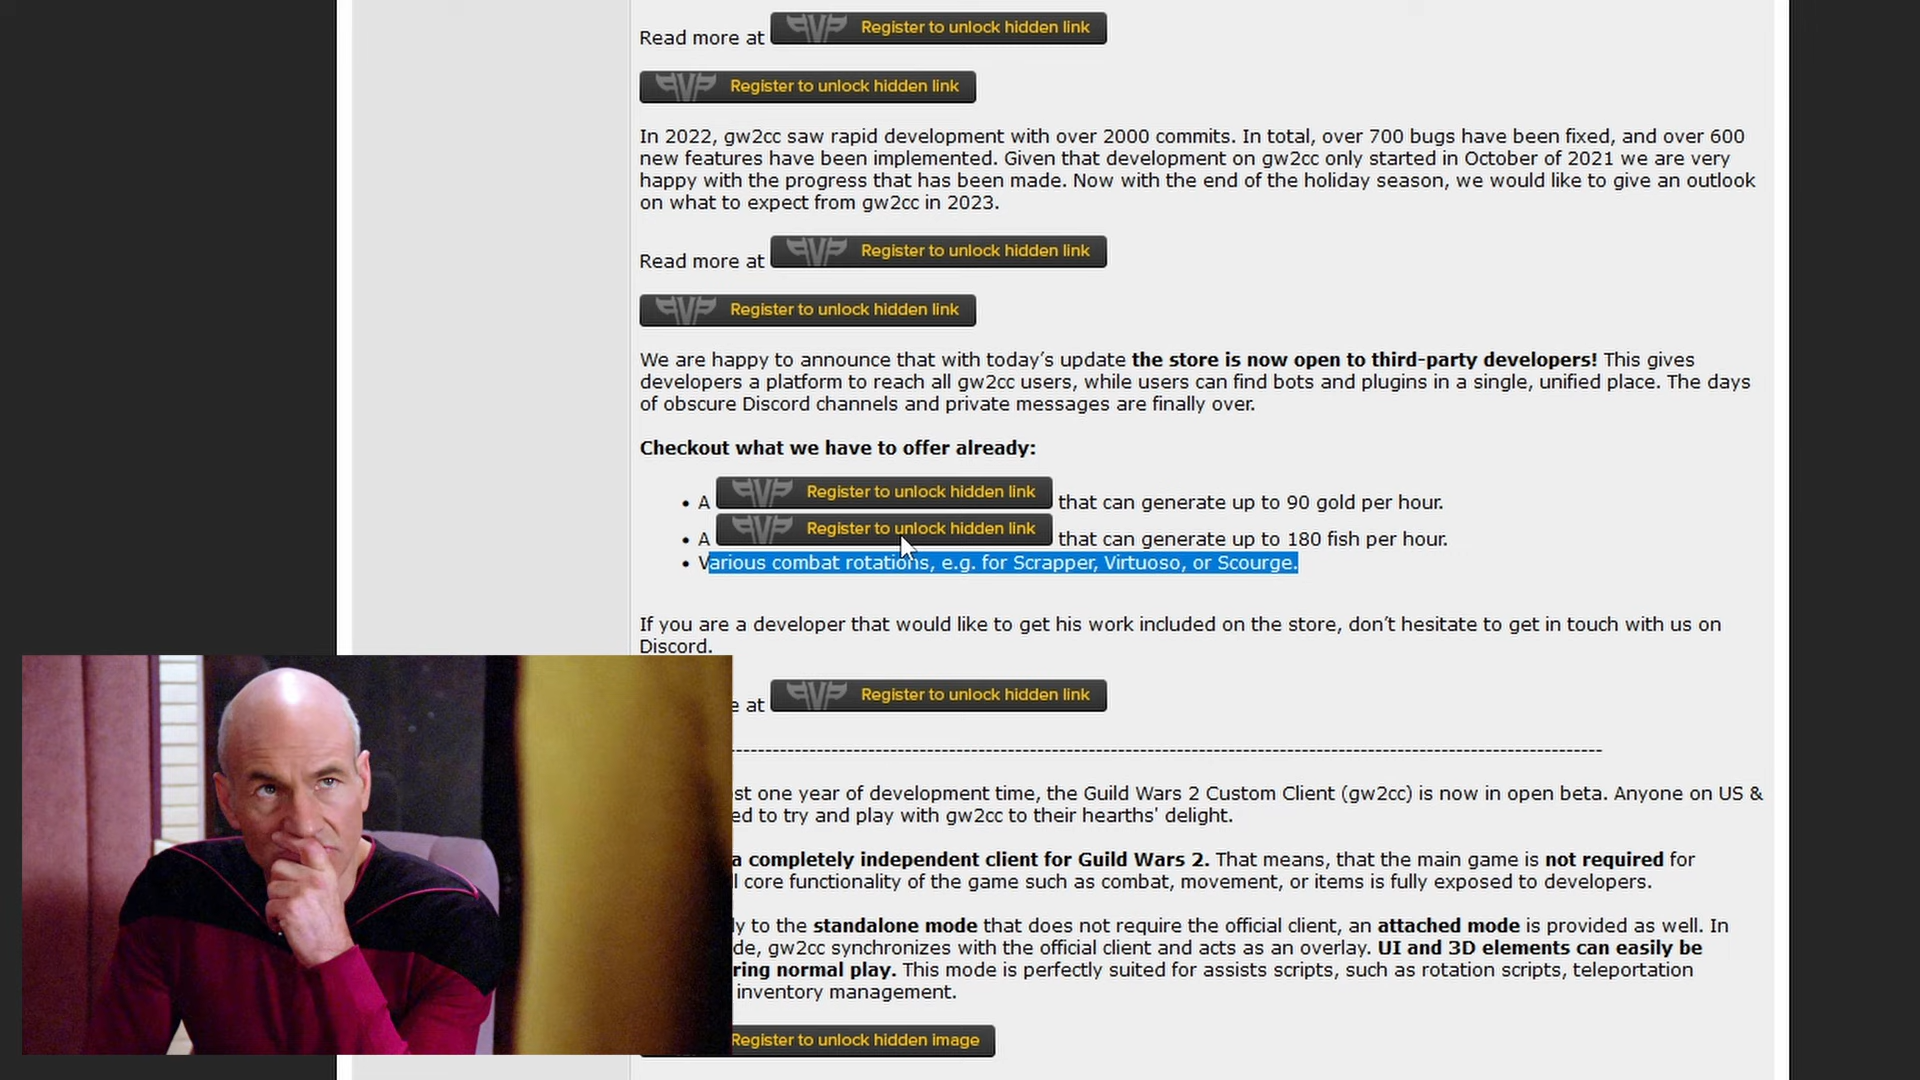 Read more at PVP Register to unlock hidden link
PVP Register to unlock hidden link
In 2022, gw2cc saw rapid development with over 2000 commits. In total, over 700 bugs have been fixed, and over 600
new features have been implemented. Given that development on gw2cc only started in October of 2021 we are very
happy with the progress that has been made. Now with the end of the holiday season, we would like to give an outlook
on what to expect from gw2cc in 2023.
Read more at PVP Register to unlock hidden link
PVP Register to unlock hidden link
We are happy to announce that with today’s update the store is now open to third-party developers! This gives
developers a platform to reach all gw2cc users, while users can find bots and plugins in a single, unified place. The days
of obscure Discord channels and private messages are finally over.
Checkout what we have to offer already:
• A PVP Register to unlock hidden link that can generate up to 90 gold per hour.
• A PVP Register to unlock hidden link that can generate up to 180 fish per hour.
• Various combat rotations, e.g. for Scrapper, Virtuoso, or Scourge.
If you are a developer that would like to get his work included on the store, don’t hesitate to get in touch with us on
Discord.
e at PVP Register to unlock hidden link
--------------------------------------------------------------------------------------------------------------
st one year of development time, the Guild Wars 2 Custom Client (gw2cc) is now in open beta. Anyone on US &
ed to try and play with gw2cc to their hearths' delight.
a completely independent client for Guild Wars 2. That means, that the main game is not required for
l core functionality of the game such as combat, movement, or items is fully exposed to developers.
ly to the standalone mode that does not require the official client, an attached mode is provided as well. In
de, gw2cc synchronizes with the official client and acts as an overlay. UI and 3D elements can easily be
ring normal play. This mode is perfectly suited for assists scripts, such as rotation scripts, teleportation
inventory management.
Register to unlock hidden image